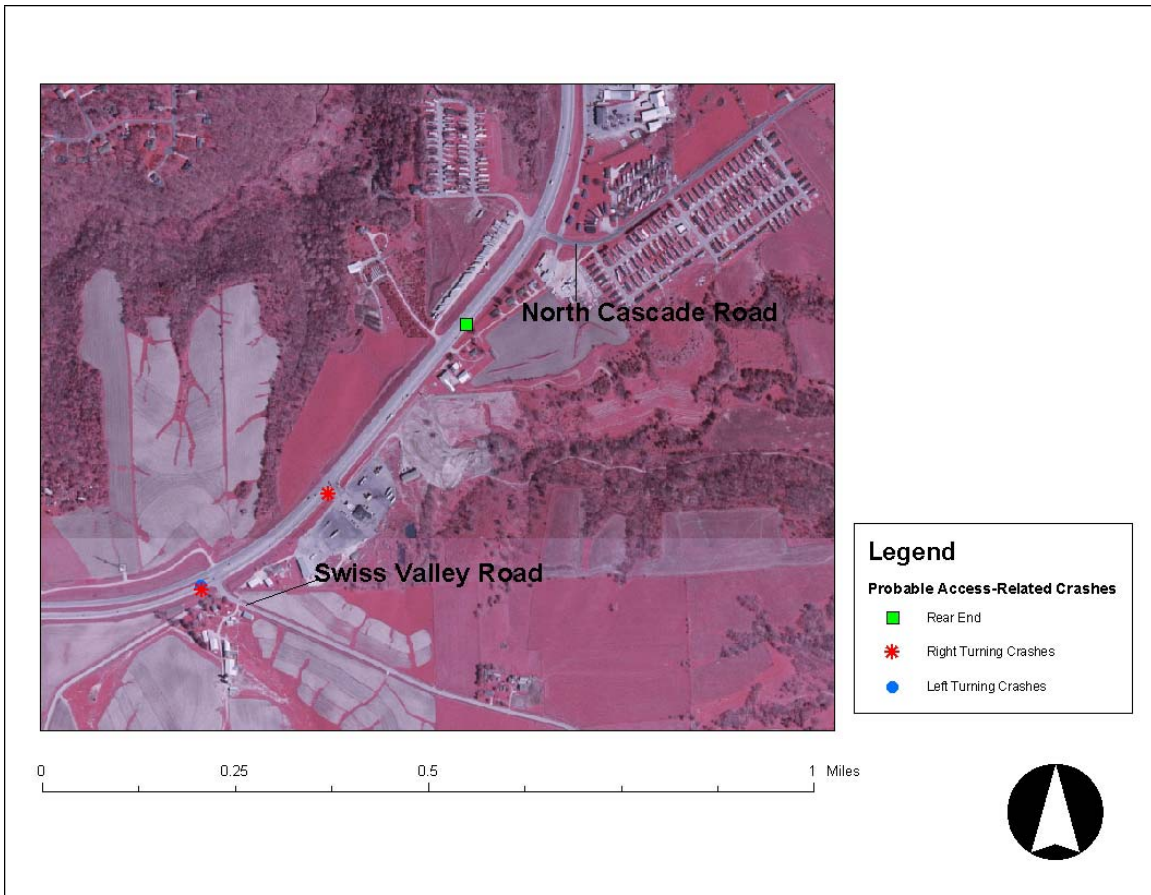 North Cascade Road
Swiss Valley Road
Legend
Probable Access-Related Crashes
Rear End
Right Turning Crashes
Left Turning Crashes
0 0.25 0.5 1 Miles